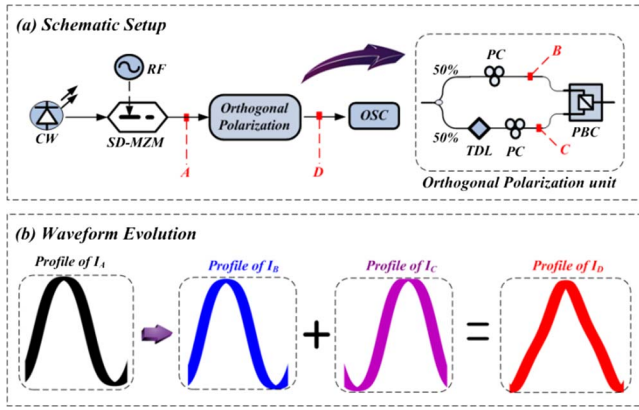 (a) Schematic Setup
RF
CW
SD-MZM
A
Orthogonal
Polarization
D
OSC
50%
PC
B
50%
TDL
PC
C
PBC
Orthogonal Polarization unit
(b) Waveform Evolution
Profile of I_A
Profile of I_B
Profile of I_C
Profile of I_D
+
=